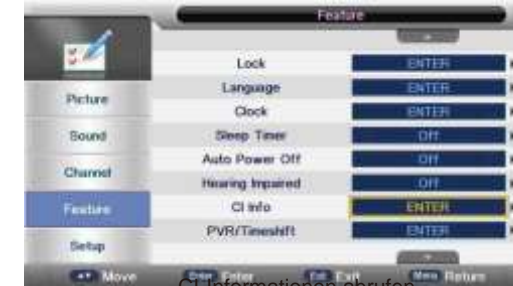 Feature
Lock ENTER
Language ENTER
Clock ENTER
Sleep Timer Off
Auto Power Off Off
Hearing Impaired Off
CI Info ENTER
PVR/Timeshift ENTER
Picture
Sound
Channel
Feature
Setup
Move Enter Enter Exit Exit Menu Return
CI Informationen abrufen